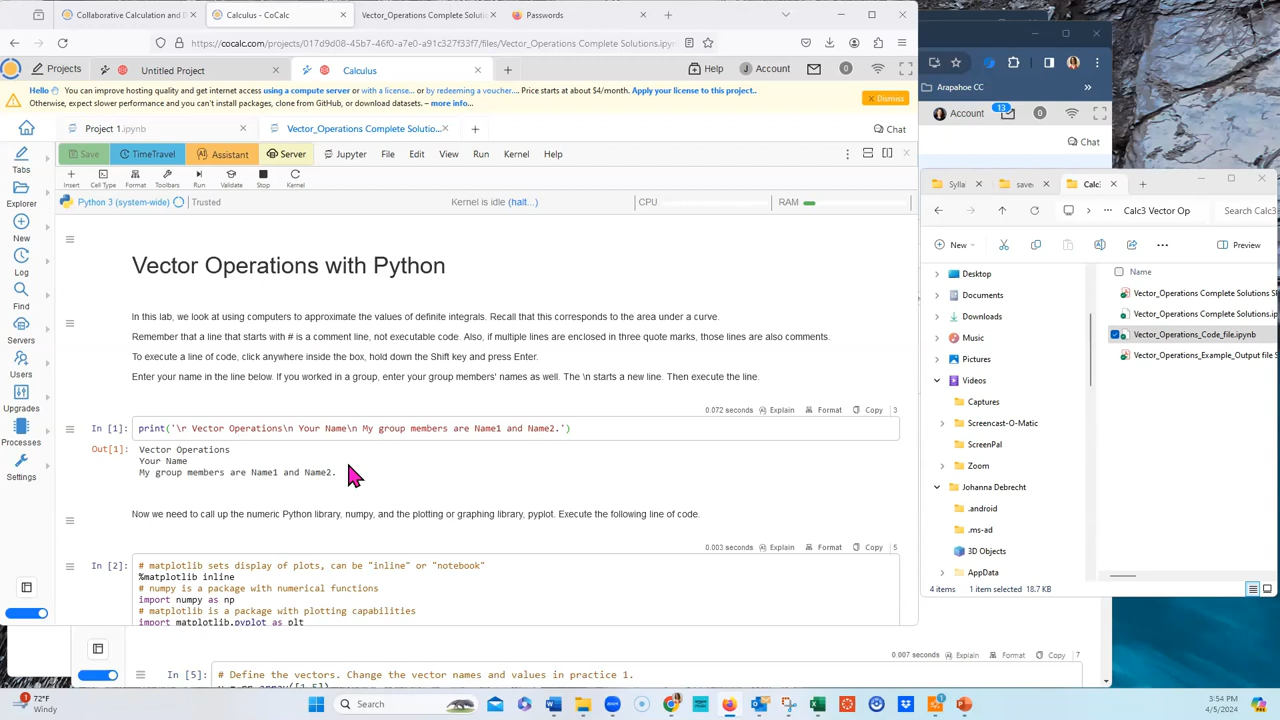 Collaborative Calculation and D
Calculus - CoCalc
Vector_Operations Complete Solution
Passwords
cocalc.com/projects/017d9d08-45b7-46f0
a91c327f33f7/files/Vector_Operations Complete Solutions.ipynb
Projects
Untitled Project
Calculus
Help
Account
0
Hello You can improve hosting quality and get internet access using a compute server or with a license... or by redeeming a voucher.... Price starts at about $4/month. Apply your license to this project..
Otherwise, expect slower performance and you can't install packages, clone from GitHub, or download datasets. – more info...
Dismiss
Project 1.ipynb
Vector_Operations Complete Solutio...
Chat
Save
TimeTravel
Assistant
Server
Jupyter
File
Edit
View
Run
Kernel
Help
Insert
Cell Type
Format
Toolbars
Run
Validate
Stop
Kernel
Python 3 (system-wide)
Trusted
Kernel is idle (halt...)
CPU
RAM
Tabs
Explorer
New
Log
Find
Servers
Users
Upgrades
Processes
Settings
Vector Operations with Python
In this lab, we look at using computers to approximate the values of definite integrals. Recall that this corresponds to the area under a curve.
Remember that a line that starts with # is a comment line, not executable code. Also, if multiple lines are enclosed in three quote marks, those lines are also comments.
To execute a line of code, click anywhere inside the box, hold down the Shift key and press Enter.
Enter your name in the line below. If you worked in a group, enter your group members' names as well. The \n starts a new line. Then execute the line.
0.072 seconds Explain Format Copy 3
In [1]: print('\r Vector Operations\n Your Name\n My group members are Name1 and Name2.')
Out[1]: Vector Operations
Your Name
My group members are Name1 and Name2.
Now we need to call up the numeric Python library, numpy, and the plotting or graphing library, pyplot. Execute the following line of code.
0.003 seconds Explain Format Copy 5
In [2]: # matplotlib sets display of plots, can be "inline" or "notebook"
%matplotlib inline
# numpy is a package with numerical functions
import numpy as np
# matplotlib is a package with plotting capabilities
import matplotlib.pyplot as plt
0.007 seconds Explain Format Copy 7
In [5]: # Define the vectors. Change the vector names and values in practice 1.
Arapahoe CC
13
Account
0
Chat
Sylla
save
Calc3
Calc3 Vector Op
Search Calc3
New
Preview
Desktop
Documents
Downloads
Music
Pictures
Videos
Captures
Screencast-O-Matic
ScreenPal
Zoom
Johanna Debrecht
.android
.ms-ad
3D Objects
AppData
Name
Vector_Operations Complete Solutions SR
Vector_Operations Complete Solutions.ip
Vector_Operations_Code_file.ipynb
Vector_Operations_Example_Output file S
4 items
1 item selected 18.7 KB
72°F
Windy
Search
3:54 PM
4/5/2024